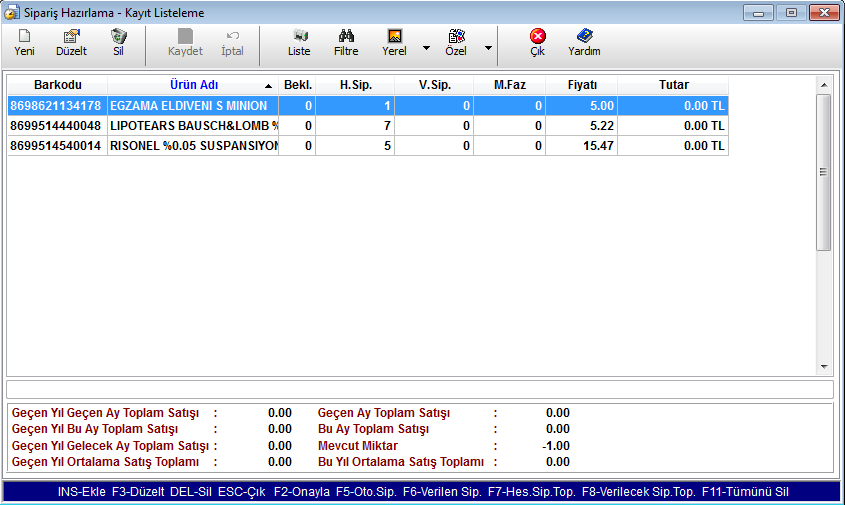 Sipariş Hazırlama - Kayıt Listeleme
Yeni Düzelt Sil Kaydet İptal Liste Filtre Yerel Özel Çık Yardım
Barkodu Ürün Adı Bekl. H.Sip. V.Sip. M.Faz Fiyatı Tutar
8698621134178 EGZAMA ELDIVENI S MINION 0 1 0 0 5.00 0.00 TL
8699514440048 LIPOTEARS BAUSCH&LOMB % 0 7 0 0 5.22 0.00 TL
8699514540014 RISONEL %0.05 SUSPANSIYON 0 5 0 0 15.47 0.00 TL
Geçen Yıl Geçen Ay Toplam Satışı : 0.00 Geçen Ay Toplam Satışı : 0.00
Geçen Yıl Bu Ay Toplam Satışı : 0.00 Bu Ay Toplam Satışı : 0.00
Geçen Yıl Gelecek Ay Toplam Satışı : 0.00 Mevcut Miktar : -1.00
Geçen Yıl Ortalama Satış Toplamı : 0.00 Bu Yıl Ortalama Satış Toplamı : 0.00
INS-Ekle F3-Düzelt DEL-Sil ESC-Çık F2-Onayla F5-Oto.Sip. F6-Verilen Sip. F7-Hes.Sip.Top. F8-Verilecek Sip.Top. F11-Tümünü Sil